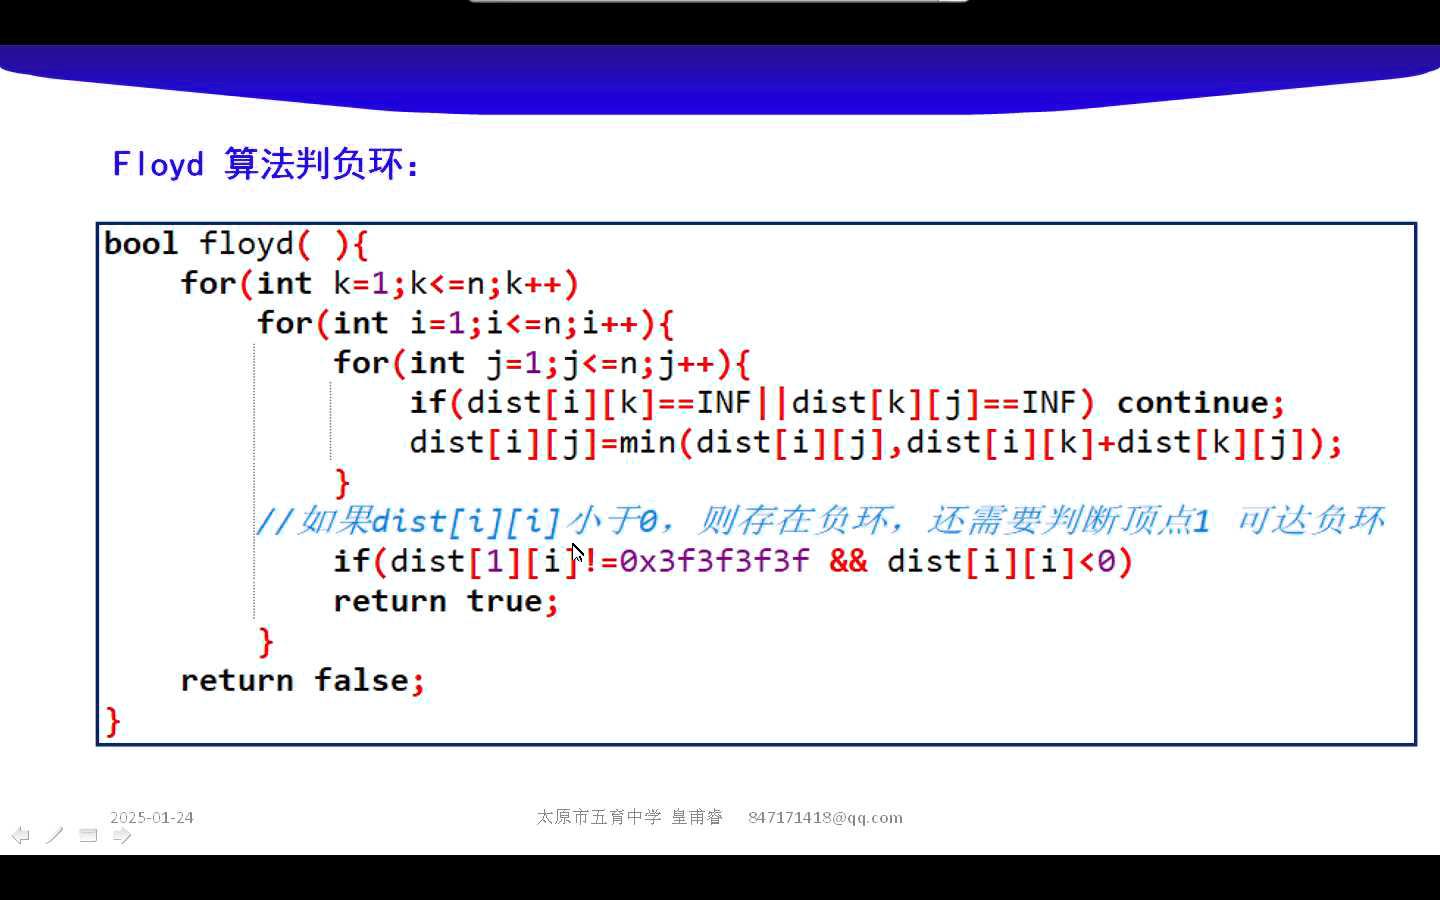 Floyd 算法判负环:
bool floyd( ){
for(int k=1;k<=n;k++)
for(int i=1;i<=n;i++){
for(int j=1;j<=n;j++){
if(dist[i][k]==INF||dist[k][j]==INF) continue;
dist[i][j]=min(dist[i][j],dist[i][k]+dist[k][j]);
}
//如果dist[i][i]小于0，则存在负环，还需要判断顶点1 可达负环
if(dist[1][i]!=0x3f3f3f3f && dist[i][i]<0)
return true;
}
return false;
}
2025-01-24
太原市五育中学 皇甫睿 847171418@qq.com